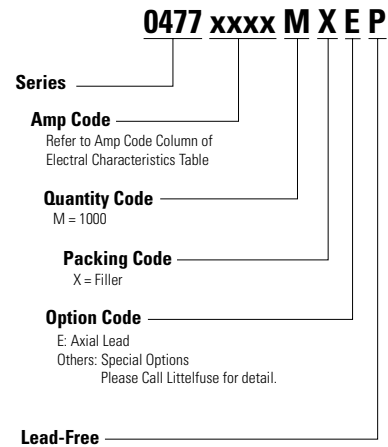 0477 xxxx M X E P
Series
Amp Code
Refer to Amp Code Column of
Electral Characteristics Table
Quantity Code
M = 1000
Packing Code
X = Filler
Option Code
E: Axial Lead
Others: Special Options
Please Call Littelfuse for detail.
Lead-Free